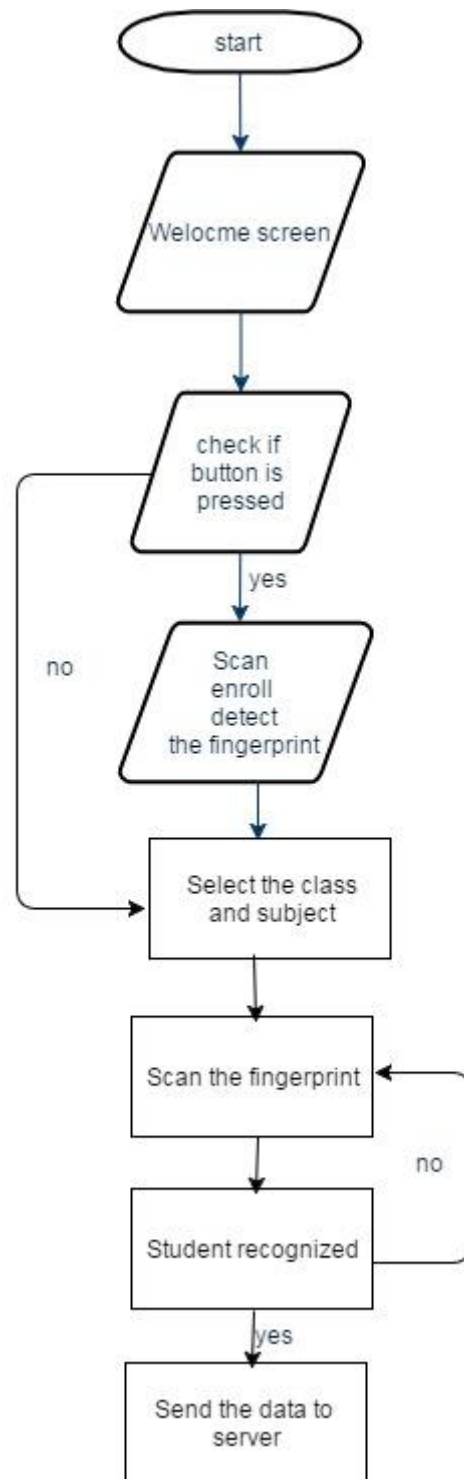 start
Welocme screen
check if
button is
pressed
yes
no
Scan
enroll
detect
the fingerprint
Select the class
and subject
Scan the fingerprint
no
Student recognized
yes
Send the data to
server